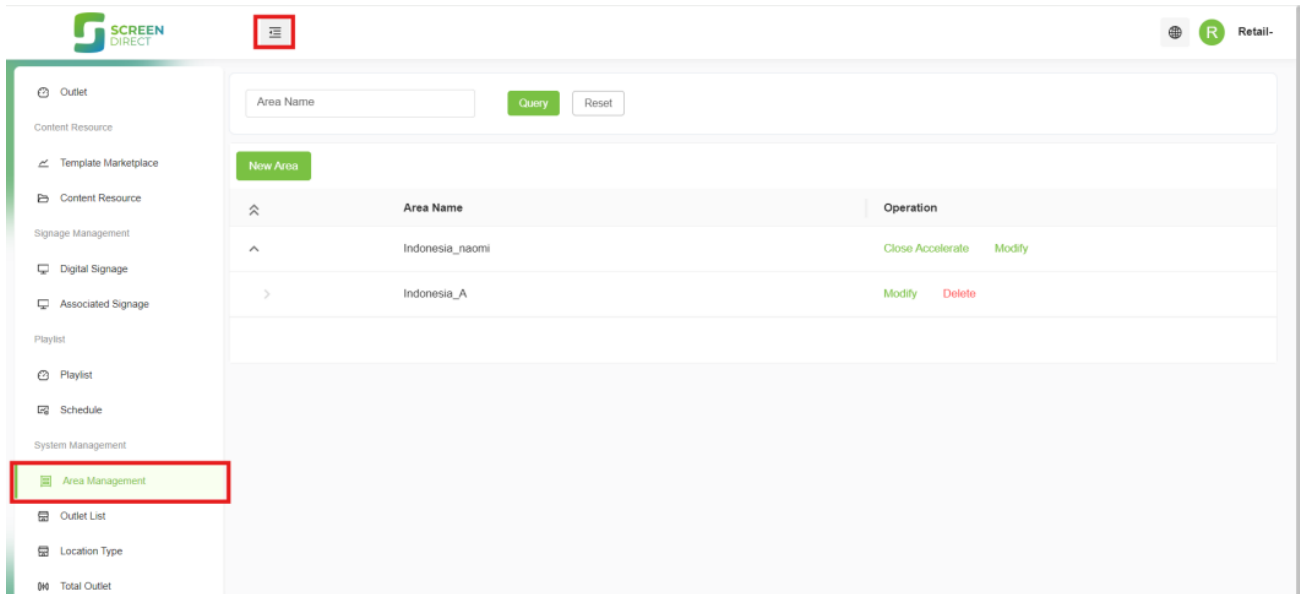 SCREEN
DIRECT
R
Retail-
Outlet
Content Resource
Template Marketplace
Content Resource
Signage Management
Digital Signage
Associated Signage
Playlist
Playlist
Schedule
System Management
Area Management
Outlet List
Location Type
Total Outlet
Area Name
Query
Reset
New Area
Area Name
Operation
Indonesia_naomi
Close Accelerate
Modify
Indonesia_A
Modify
Delete